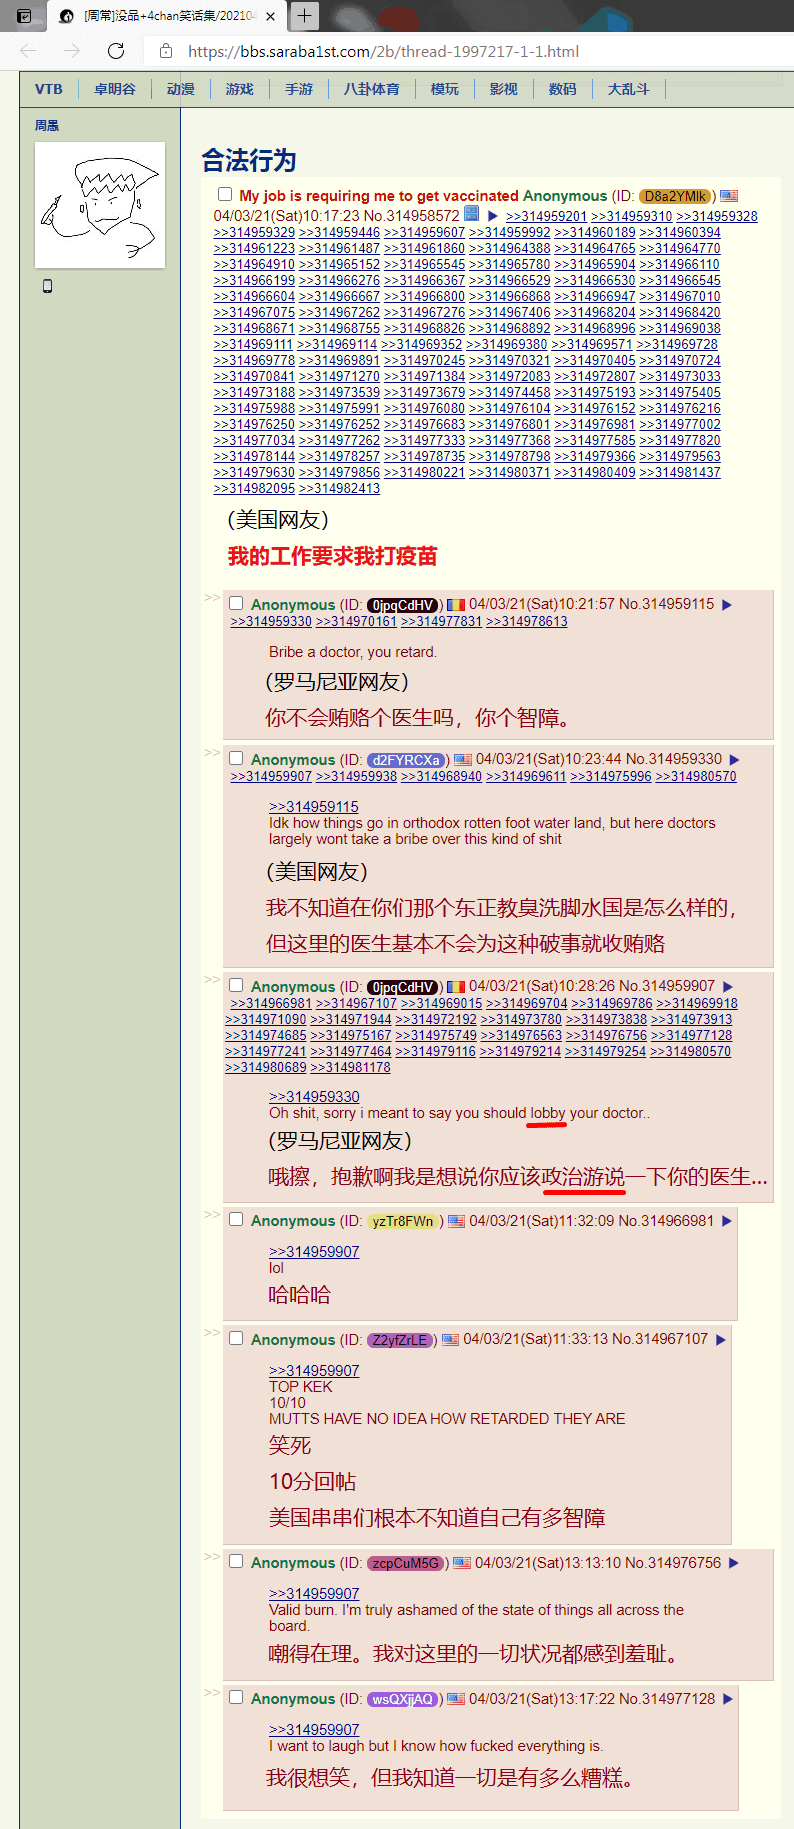 [周常]没品+4chan笑话集/20210
https://bbs.saraba1st.com/2b/thread-1997217-1-1.html
VTB 卓明谷 动漫 游戏 手游 八卦体育 模玩 影视 数码 大乱斗
周愚
合法行为
My job is requiring me to get vaccinated Anonymous (ID: D8a2YMlk)
04/03/21(Sat)10:17:23 No.314958572 >>314959201 >>314959310 >>314959328
>>314959329 >>314959446 >>314959607 >>314959992 >>314960189 >>314960394
>>314961223 >>314961487 >>314961860 >>314964388 >>314964765 >>314964770
>>314964910 >>314965152 >>314965545 >>314965780 >>314965904 >>314966110
>>314966199 >>314966276 >>314966367 >>314966529 >>314966530 >>314966545
>>314966604 >>314966667 >>314966800 >>314966868 >>314966947 >>314967010
>>314967075 >>314967262 >>314967276 >>314967406 >>314968204 >>314968420
>>314968671 >>314968755 >>314968826 >>314968892 >>314968996 >>314969038
>>314969111 >>314969114 >>314969352 >>314969380 >>314969571 >>314969728
>>314969778 >>314969891 >>314970245 >>314970321 >>314970405 >>314970724
>>314970841 >>314971270 >>314971384 >>314972083 >>314972807 >>314973033
>>314973188 >>314973539 >>314973679 >>314974458 >>314975193 >>314975405
>>314975988 >>314975991 >>314976080 >>314976104 >>314976152 >>314976216
>>314976250 >>314976252 >>314976683 >>314976801 >>314976981 >>314977002
>>314977034 >>314977262 >>314977333 >>314977368 >>314977585 >>314977820
>>314978144 >>314978257 >>314978735 >>314978798 >>314979366 >>314979563
>>314979630 >>314979856 >>314980221 >>314980371 >>314980409 >>314981437
>>314982095 >>314982413
（美国网友）
我的工作要求我打疫苗
>> Anonymous (ID: 0jpqCdHV) 04/03/21(Sat)10:21:57 No.314959115
>>314959330 >>314970161 >>314977831 >>314978613
Bribe a doctor, you retard.
（罗马尼亚网友）
你不会贿赂个医生吗，你个智障。
>> Anonymous (ID: d2FYRCXa) 04/03/21(Sat)10:23:44 No.314959330
>>314959907 >>314959938 >>314968940 >>314969611 >>314975996 >>314980570
>>314959115
Idk how things go in orthodox rotten foot water land, but here doctors
largely wont take a bribe over this kind of shit
（美国网友）
我不知道在你们那个东正教臭洗脚水国是怎么样的，
但这里的医生基本不会为这种破事就收贿赂
>> Anonymous (ID: 0jpqCdHV) 04/03/21(Sat)10:28:26 No.314959907
>>314966981 >>314967107 >>314969015 >>314969704 >>314969786 >>314969918
>>314971090 >>314971944 >>314972192 >>314973780 >>314973838 >>314973913
>>314974685 >>314975167 >>314975749 >>314976563 >>314976756 >>314977128
>>314977241 >>314977464 >>314979116 >>314979214 >>314979254 >>314980570
>>314980689 >>314981178
>>314959330
Oh shit, sorry i meant to say you should lobby your doctor..
（罗马尼亚网友）
哦擦，抱歉啊我是想说你应该政治游说一下你的医生...
>> Anonymous (ID: yzTr8FWn) 04/03/21(Sat)11:32:09 No.314966981
>>314959907
lol
哈哈哈
>> Anonymous (ID: Z2yfZrLE) 04/03/21(Sat)11:33:13 No.314967107
>>314959907
TOP KEK
10/10
MUTTS HAVE NO IDEA HOW RETARDED THEY ARE
笑死
10分回帖
美国串串们根本不知道自己有多智障
>> Anonymous (ID: zcpCuM5G) 04/03/21(Sat)13:13:10 No.314976756
>>314959907
Valid burn. I'm truly ashamed of the state of things all across the
board.
嘲得在理。我对这里的一切状况都感到羞耻。
>> Anonymous (ID: wsQXjjAQ) 04/03/21(Sat)13:17:22 No.314977128
>>314959907
I want to laugh but I know how fucked everything is.
我很想笑，但我知道一切是有多么糟糕。